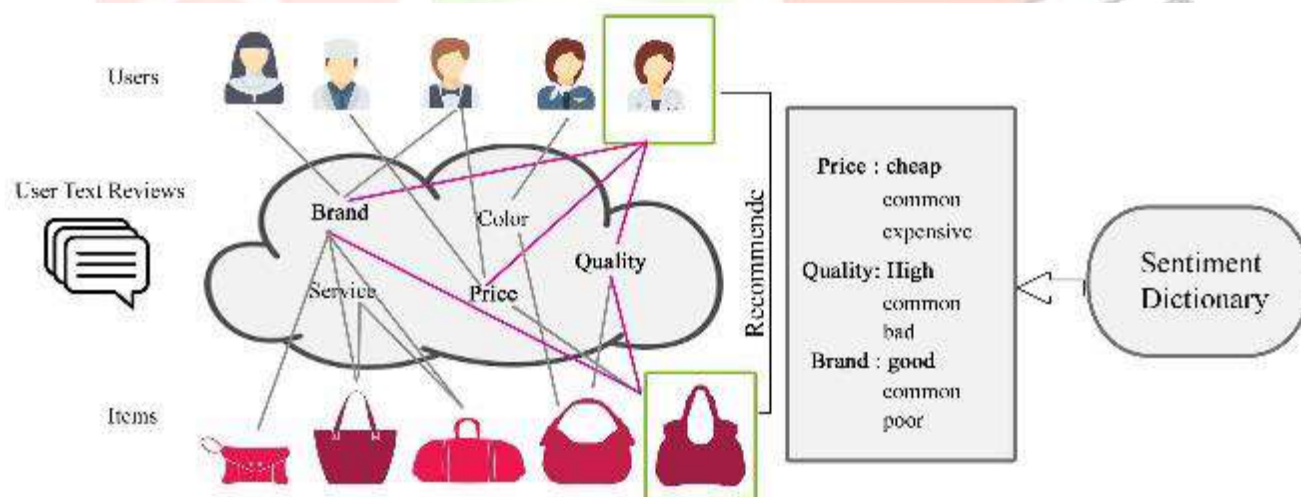 Users
User Text Reviews
Brand
Color
Quality
Service
Price
Items
Recommende
Price : cheap
common
expensive
Quality: High
common
bad
Brand : good
common
poor
Sentiment
Dictionary